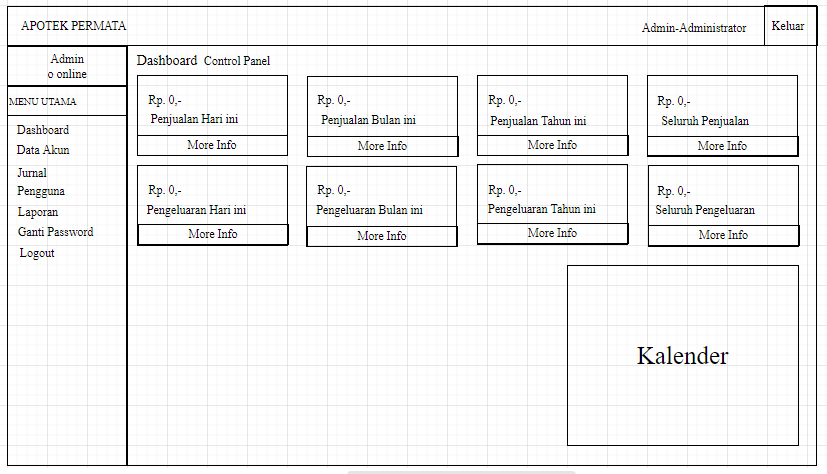 APOTEK PERMATA
Admin-Administrator
Keluar
Admin
o online
MENU UTAMA
Dashboard
Data Akun
Jurnal
Pengguna
Laporan
Ganti Password
Logout
Dashboard Control Panel
Rp. 0,-
Penjualan Hari ini
More Info
Rp. 0,-
Penjualan Bulan ini
More Info
Rp. 0,-
Penjualan Tahun ini
More Info
Rp. 0,-
Seluruh Penjualan
More Info
Rp. 0,-
Pengeluaran Hari ini
More Info
Rp. 0,-
Pengeluaran Bulan ini
More Info
Rp. 0,-
Pengeluaran Tahun ini
More Info
Rp. 0,-
Seluruh Pengeluaran
More Info
Kalender